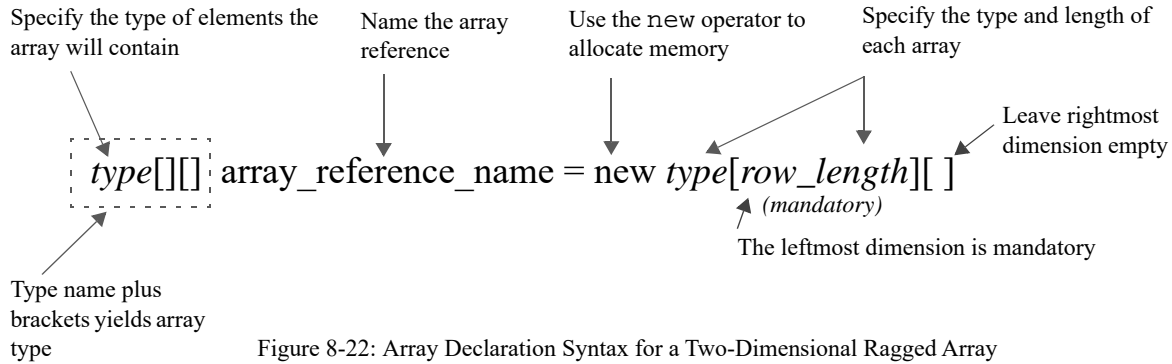 Specify the type of elements the
array will contain
Name the array
reference
Use the new operator to
allocate memory
Specify the type and length of
each array
Leave rightmost
dimension empty
type[][] array_reference_name = new type[row_length][ ]
(mandatory)
The leftmost dimension is mandatory
Type name plus
brackets yields array
type
Figure 8-22: Array Declaration Syntax for a Two-Dimensional Ragged Array